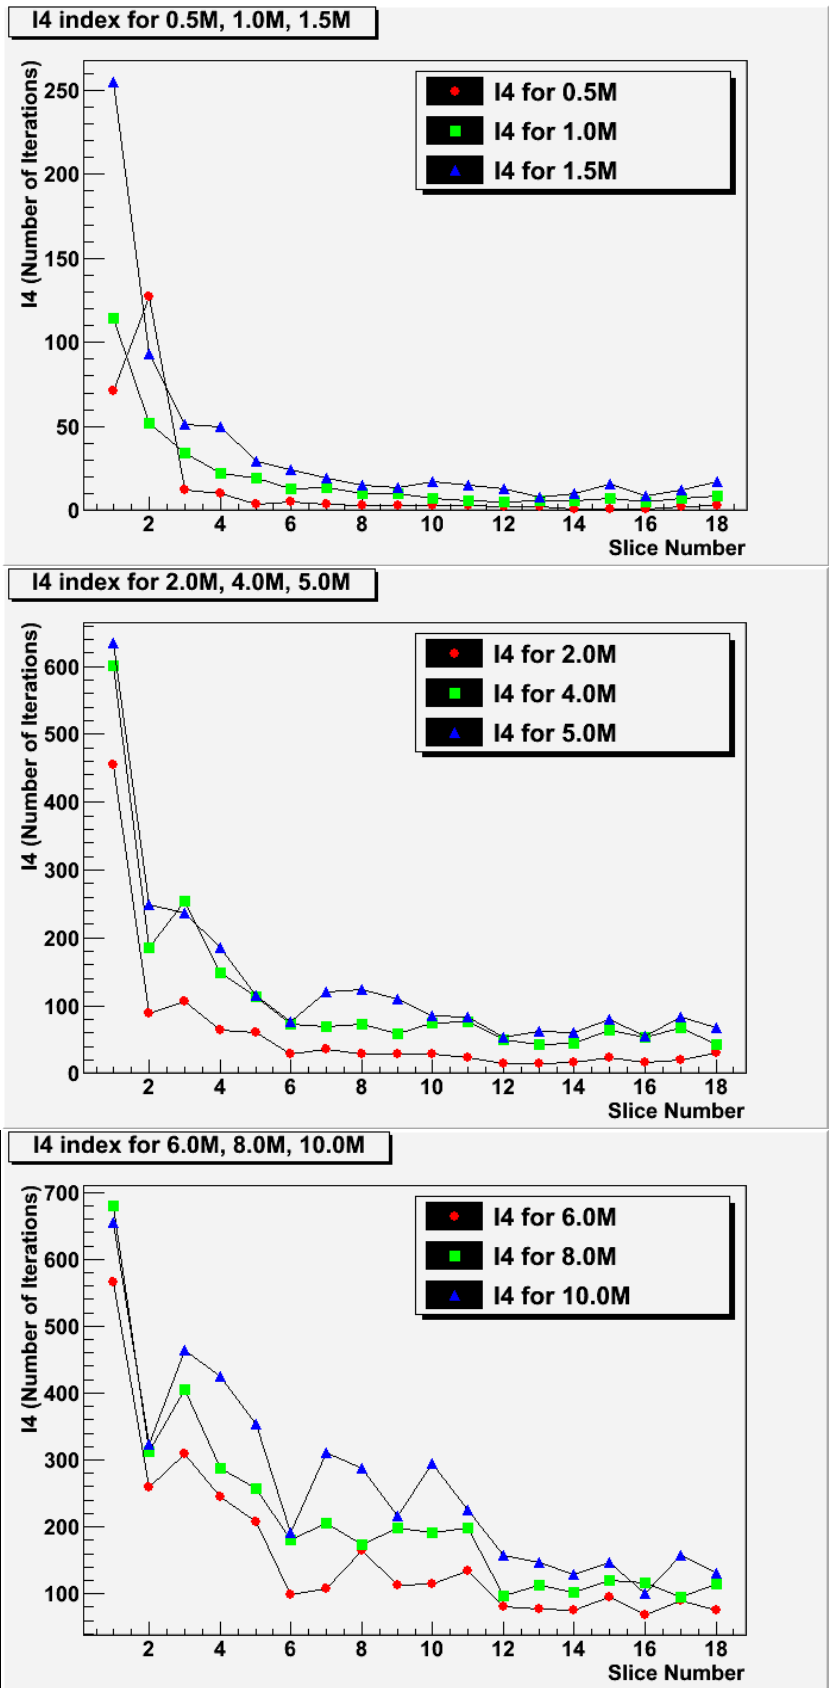 I4 index for 0.5M, 1.0M, 1.5M
I4 (Number of Iterations)
250
200
150
100
50
0
I4 for 0.5M
I4 for 1.0M
I4 for 1.5M
2 4 6 8 10 12 14 16 18
Slice Number
I4 index for 2.0M, 4.0M, 5.0M
I4 (Number of Iterations)
600
500
400
300
200
100
0
I4 for 2.0M
I4 for 4.0M
I4 for 5.0M
2 4 6 8 10 12 14 16 18
Slice Number
I4 index for 6.0M, 8.0M, 10.0M
I4 (Number of Iterations)
700
600
500
400
300
200
100
I4 for 6.0M
I4 for 8.0M
I4 for 10.0M
2 4 6 8 10 12 14 16 18
Slice Number